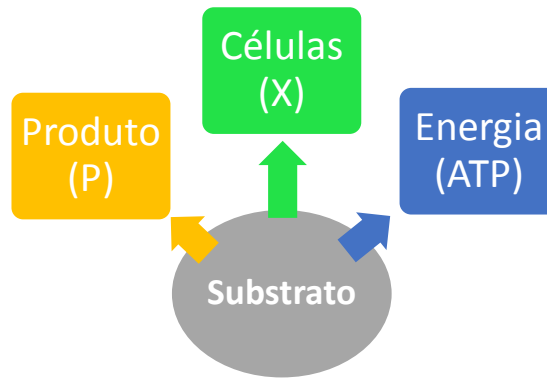 Células
(X)
Produto
(P)
Energia
(ATP)
Substrato